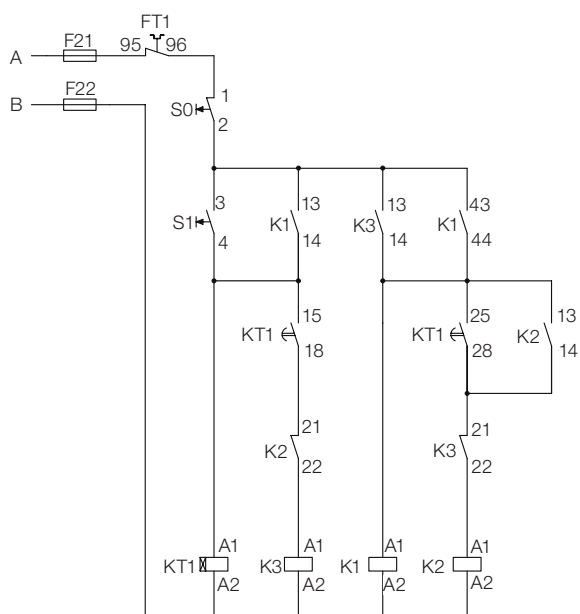 FT1
A F21 95 96
B F22
S0 1
2
S1 3 K1 13 K3 13 K1 43
4 14 14 44
KT1 15 KT1 25 K2 13
18 28 14
K2 21 K3 21
22 22
KT1 A1 K3 A1 K1 A1 K2 A1
A2 A2 A2 A2